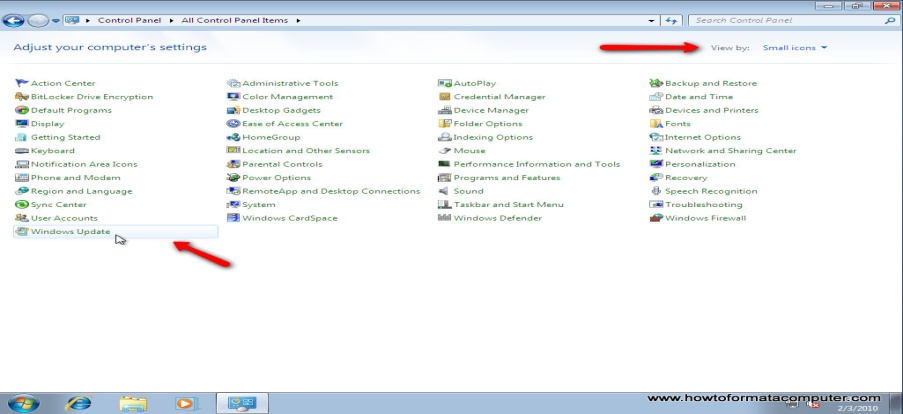 Control Panel All Control Panel Items
Search Control Panel
Adjust your computer's settings
View by: Small icons
Action Center
Administrative Tools
AutoPlay
Backup and Restore
BitLocker Drive Encryption
Color Management
Credential Manager
Date and Time
Default Programs
Desktop Gadgets
Device Manager
Devices and Printers
Display
Ease of Access Center
Folder Options
Fonts
Getting Started
HomeGroup
Indexing Options
Internet Options
Keyboard
Location and Other Sensors
Mouse
Network and Sharing Center
Notification Area Icons
Parental Controls
Performance Information and Tools
Personalization
Phone and Modem
Power Options
Programs and Features
Recovery
Region and Language
RemoteApp and Desktop Connections
Sound
Speech Recognition
Sync Center
System
Taskbar and Start Menu
Troubleshooting
User Accounts
Windows CardSpace
Windows Defender
Windows Firewall
Windows Update
www.howtoformatacomputer.com
2/3/2010